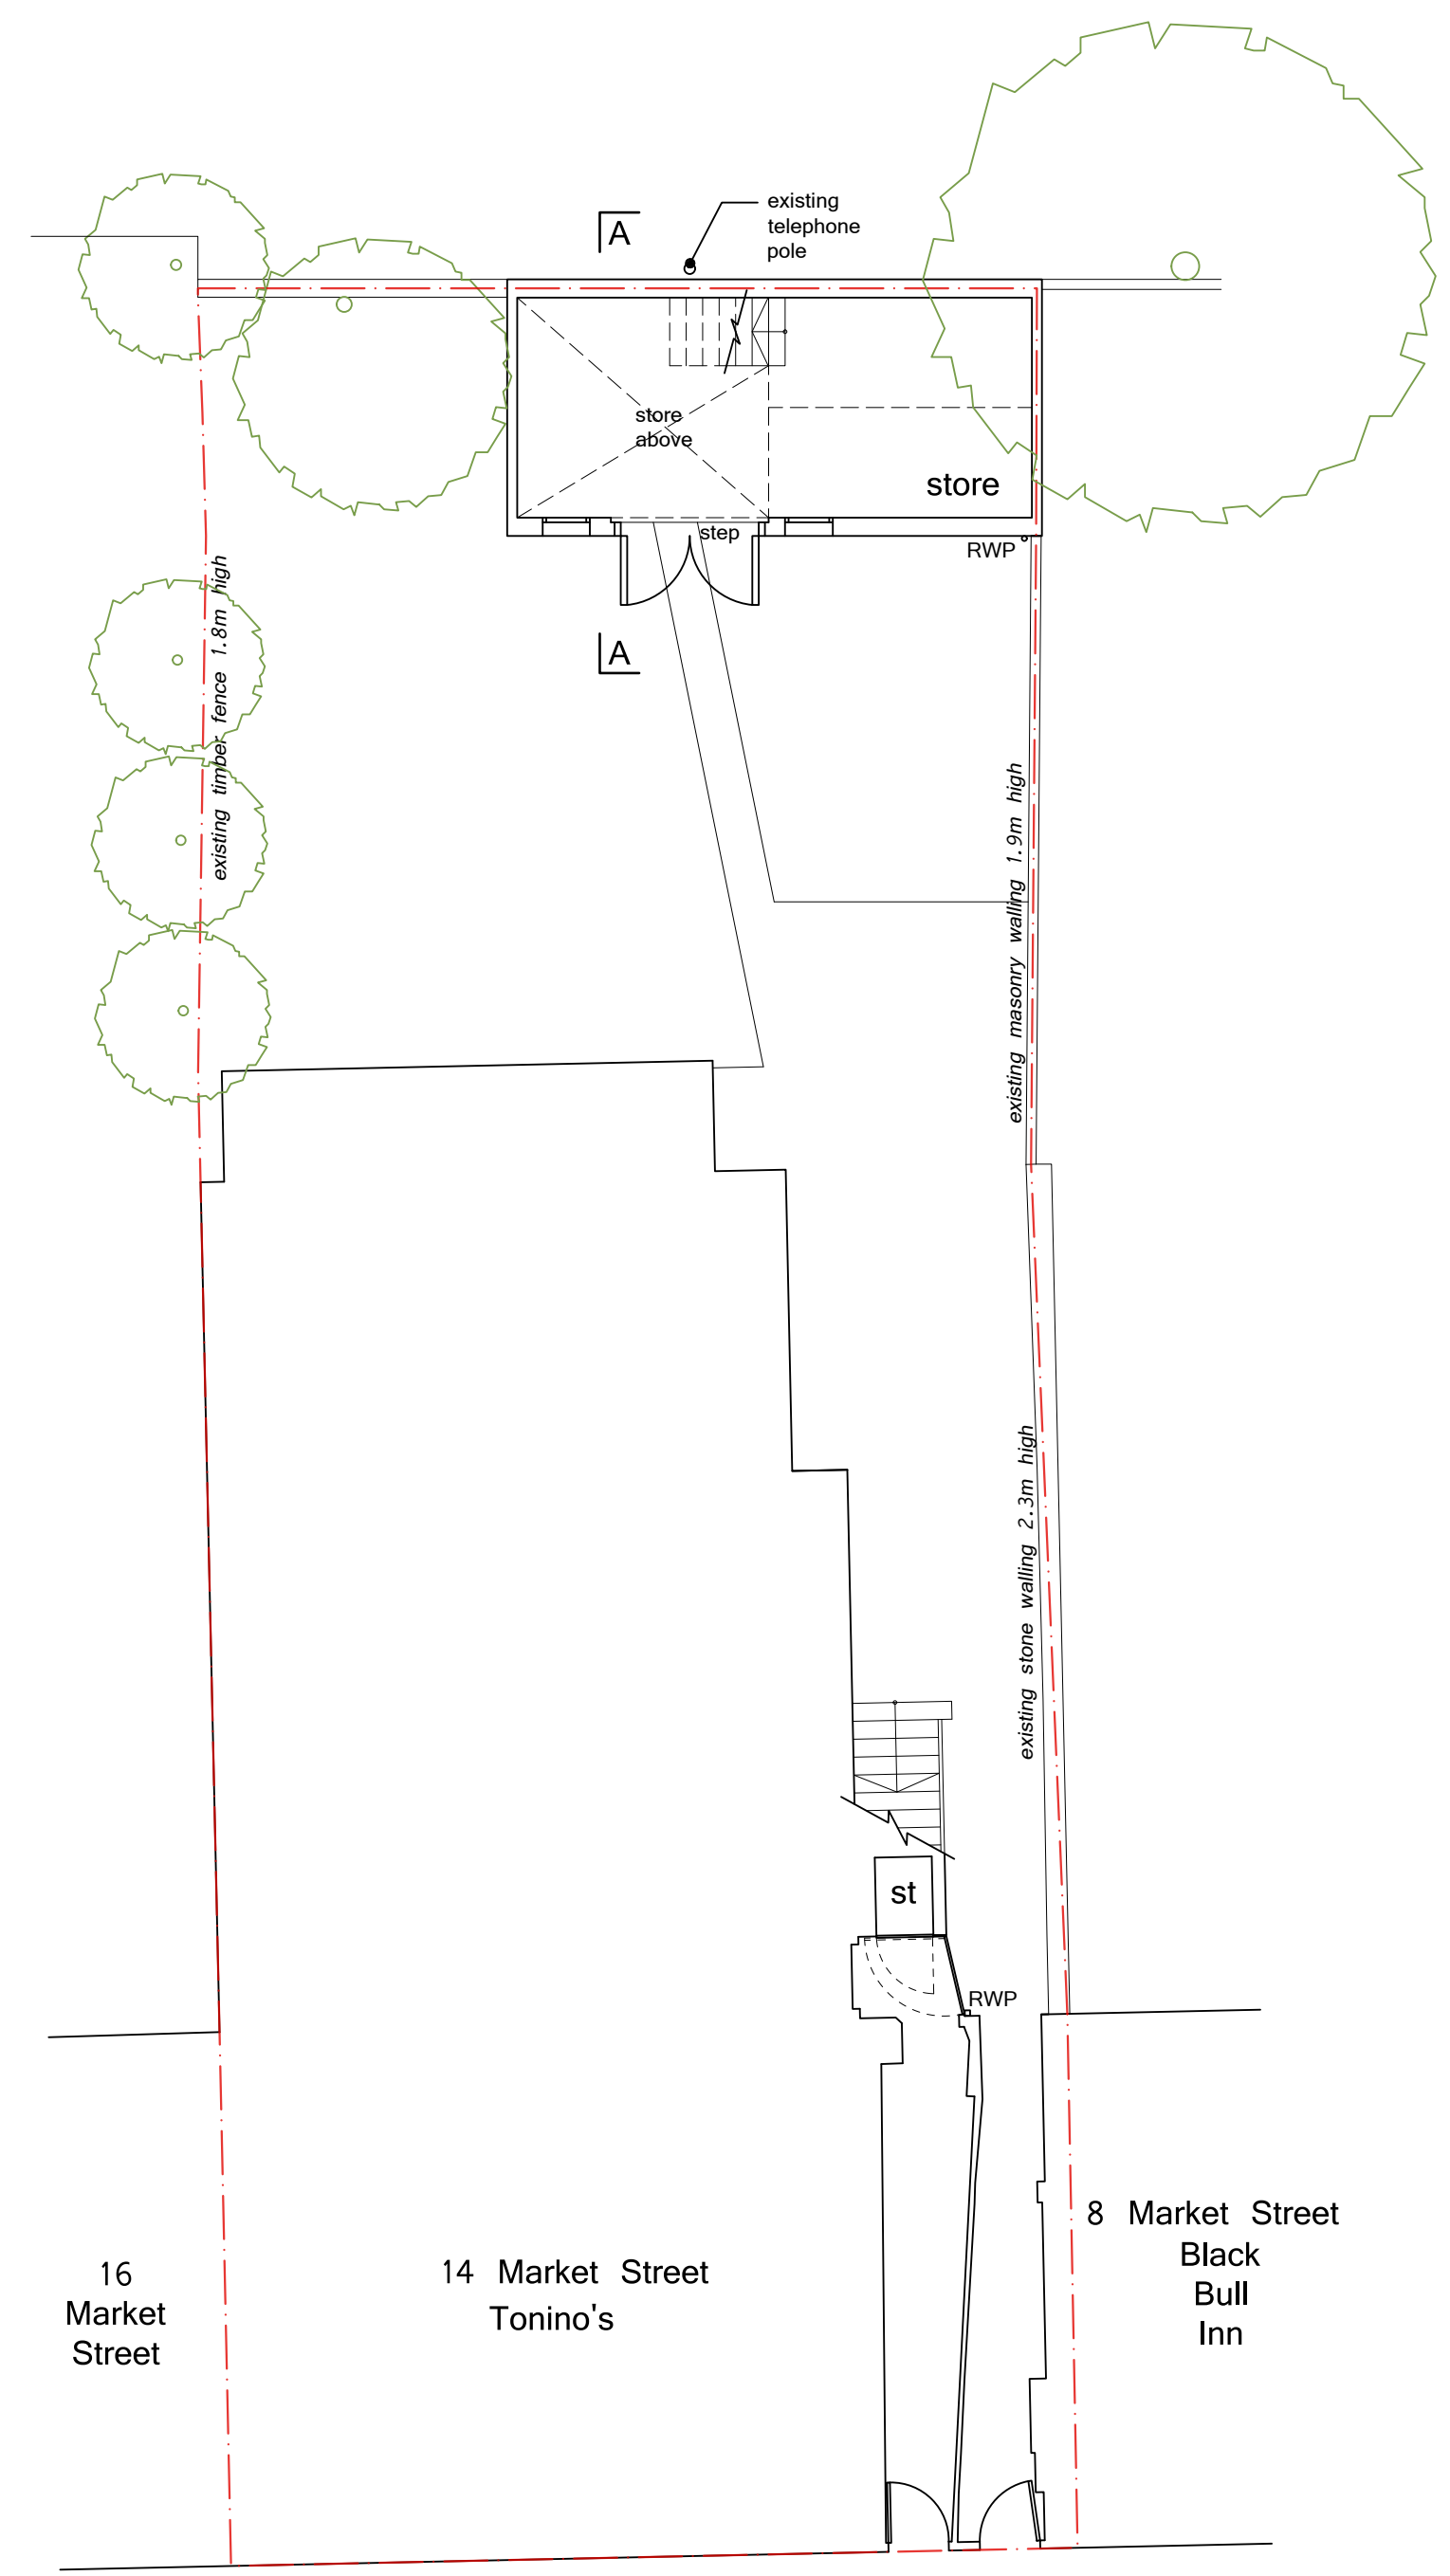 existing
telephone
pole
A
store
above
store
step
RWP
existing timber fence 1.8m high
A
existing masonry walling 1.9m high
existing stone walling 2.3m high
st
RWP
8 Market Street
Black
Bull
Inn
14 Market Street
Tonino's
16
Market
Street